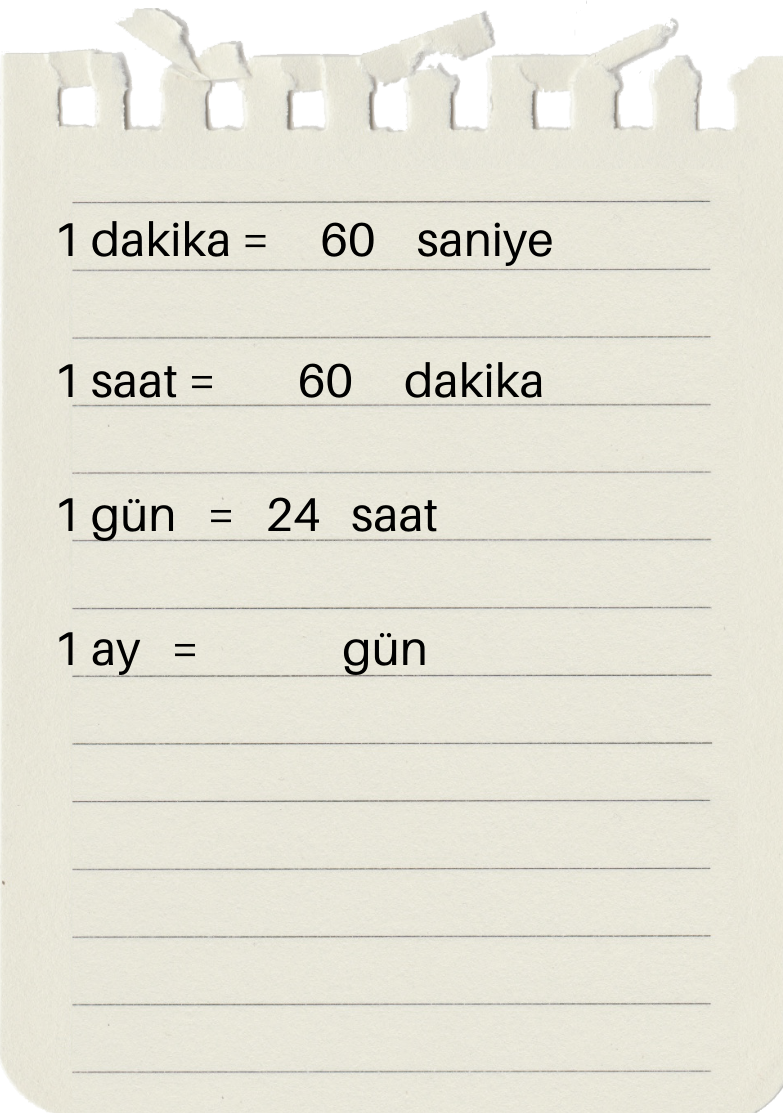 1 dakika = 60 saniye
1 saat = 60 dakika
1 gün = 24 saat
1 ay = gün